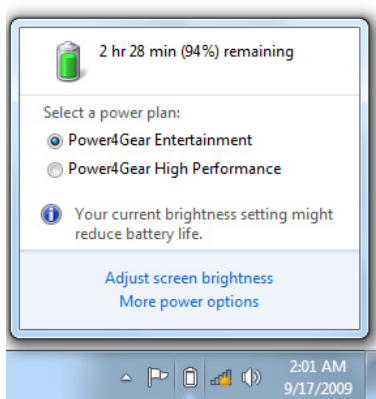 2 hr 28 min (94%) remaining
Select a power plan:
Power4Gear Entertainment
Power4Gear High Performance
Your current brightness setting might
reduce battery life.
Adjust screen brightness
More power options
2:01 AM
9/17/2009